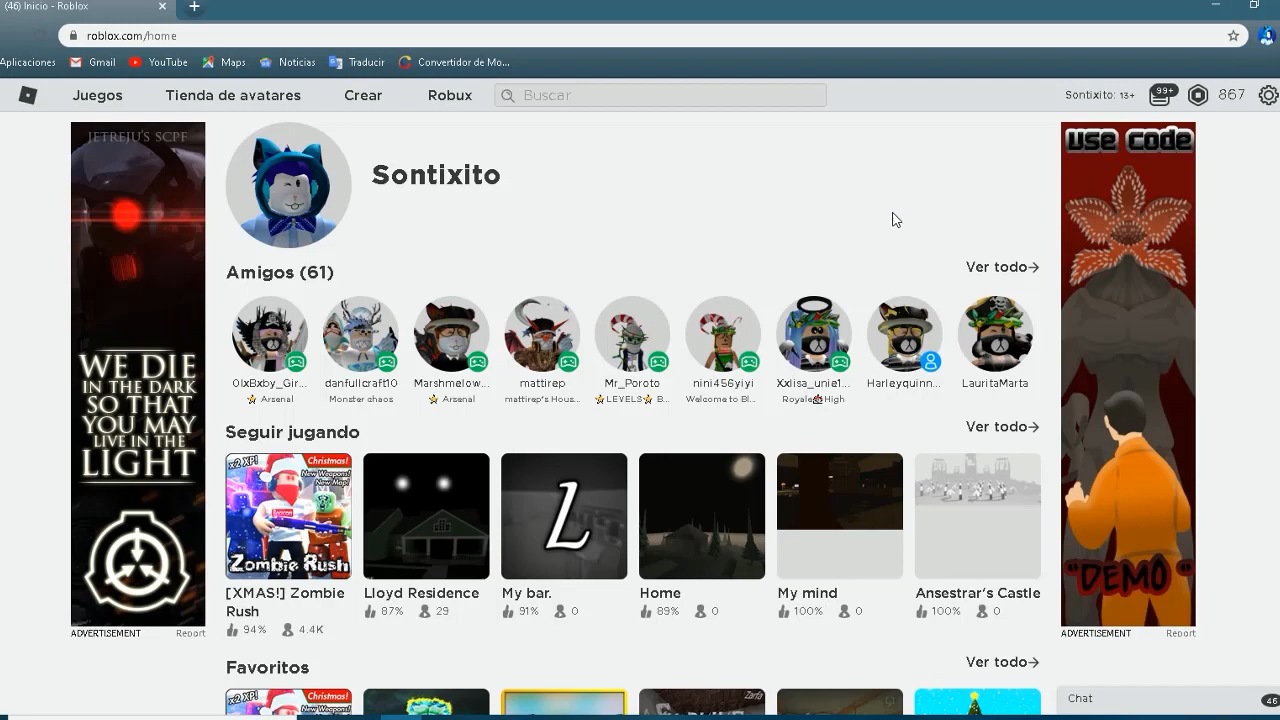 (46) Inicio - Roblox
roblox.com/home
Aplicaciones Gmail YouTube Maps Noticias Traducir Convertidor de Mo...
Juegos Tienda de avatares Crear Robux Buscar Sontixito: 13+ 99+ 867
JETREJU'S SCPF
WE DIE
IN THE DARK
SO THAT
YOU MAY
LIVE IN THE
LIGHT
ADVERTISEMENT Report
Sontixito
Amigos (61) Ver todo→
danfullcraft10 Marshmelow... mattirep Mr_Poroto nini456yiyi Harleyquinn... LauritaMarta
Arsenal Monster chaos Arsenal mattirep's Hous... LEVELS B... Welcome to Bl... Royale High
Seguir jugando Ver todo→
x2 XP! Christmas!
New Weapons!
New Map!
Zombie Rush
L
[XMAS!] Zombie Rush
94% 4.4K
Lloyd Residence
87% 29
My bar.
91% 0
Home
89% 0
My mind
100% 0
Ansestrar's Castle
100% 0
Favoritos Ver todo→
x2 XP! Christmas!
New Weapons!
Zarfa
USE CODE
"DEMO"
ADVERTISEMENT Report
Chat 46